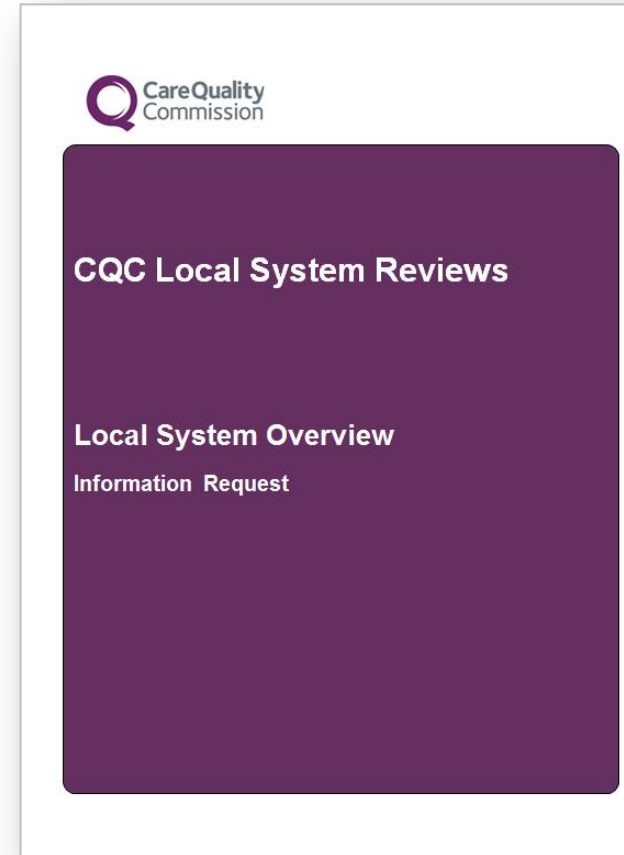 CareQuality
Commission
CQC Local System Reviews
Local System Overview
Information Request